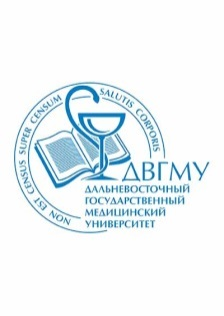 NON EST CENSUS SUPER CENSUM SALUTIS CORPORIS
ДВГМУ
ДАЛЬНЕВОСТОЧНЫЙ
ГОСУДАРСТВЕННЫЙ
МЕДИЦИНСКИЙ
УНИВЕРСИТЕТ